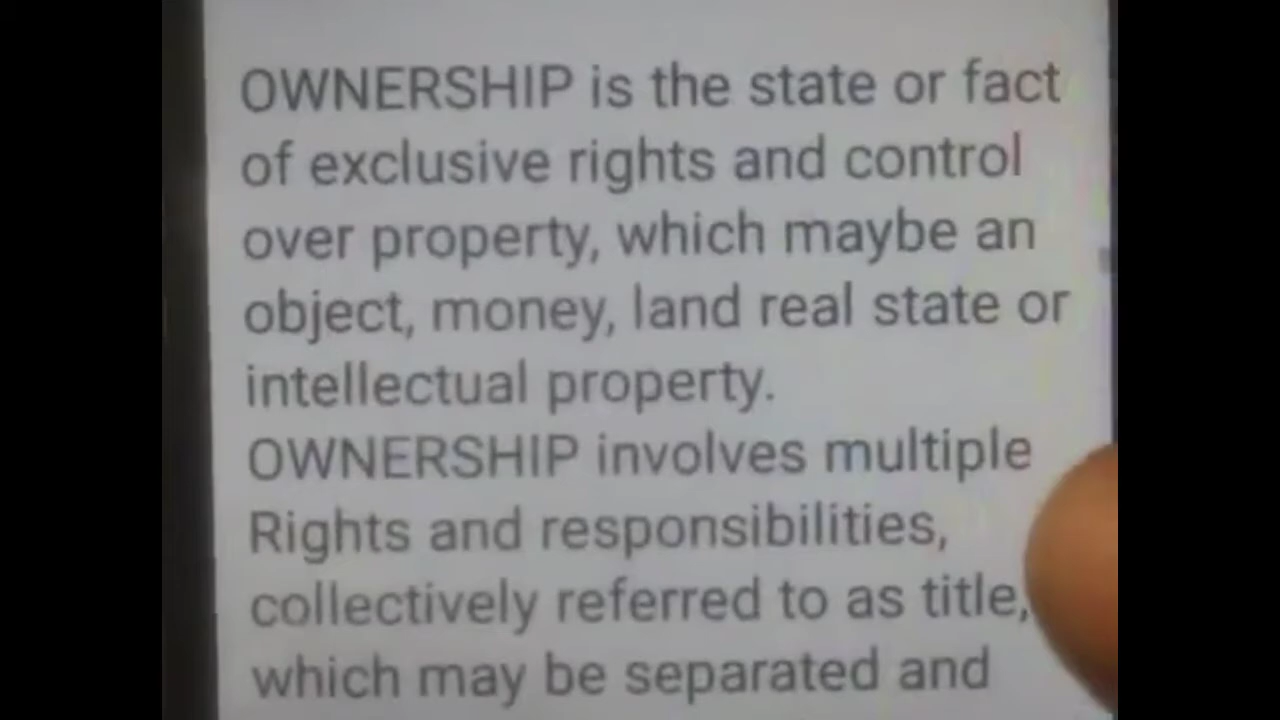 OWNERSHIP is the state or fact
of exclusive rights and control
over property, which maybe an
object, money, land real state or
intellectual property.
OWNERSHIP involves multiple
Rights and responsibilities,
collectively referred to as title,
which may be separated and